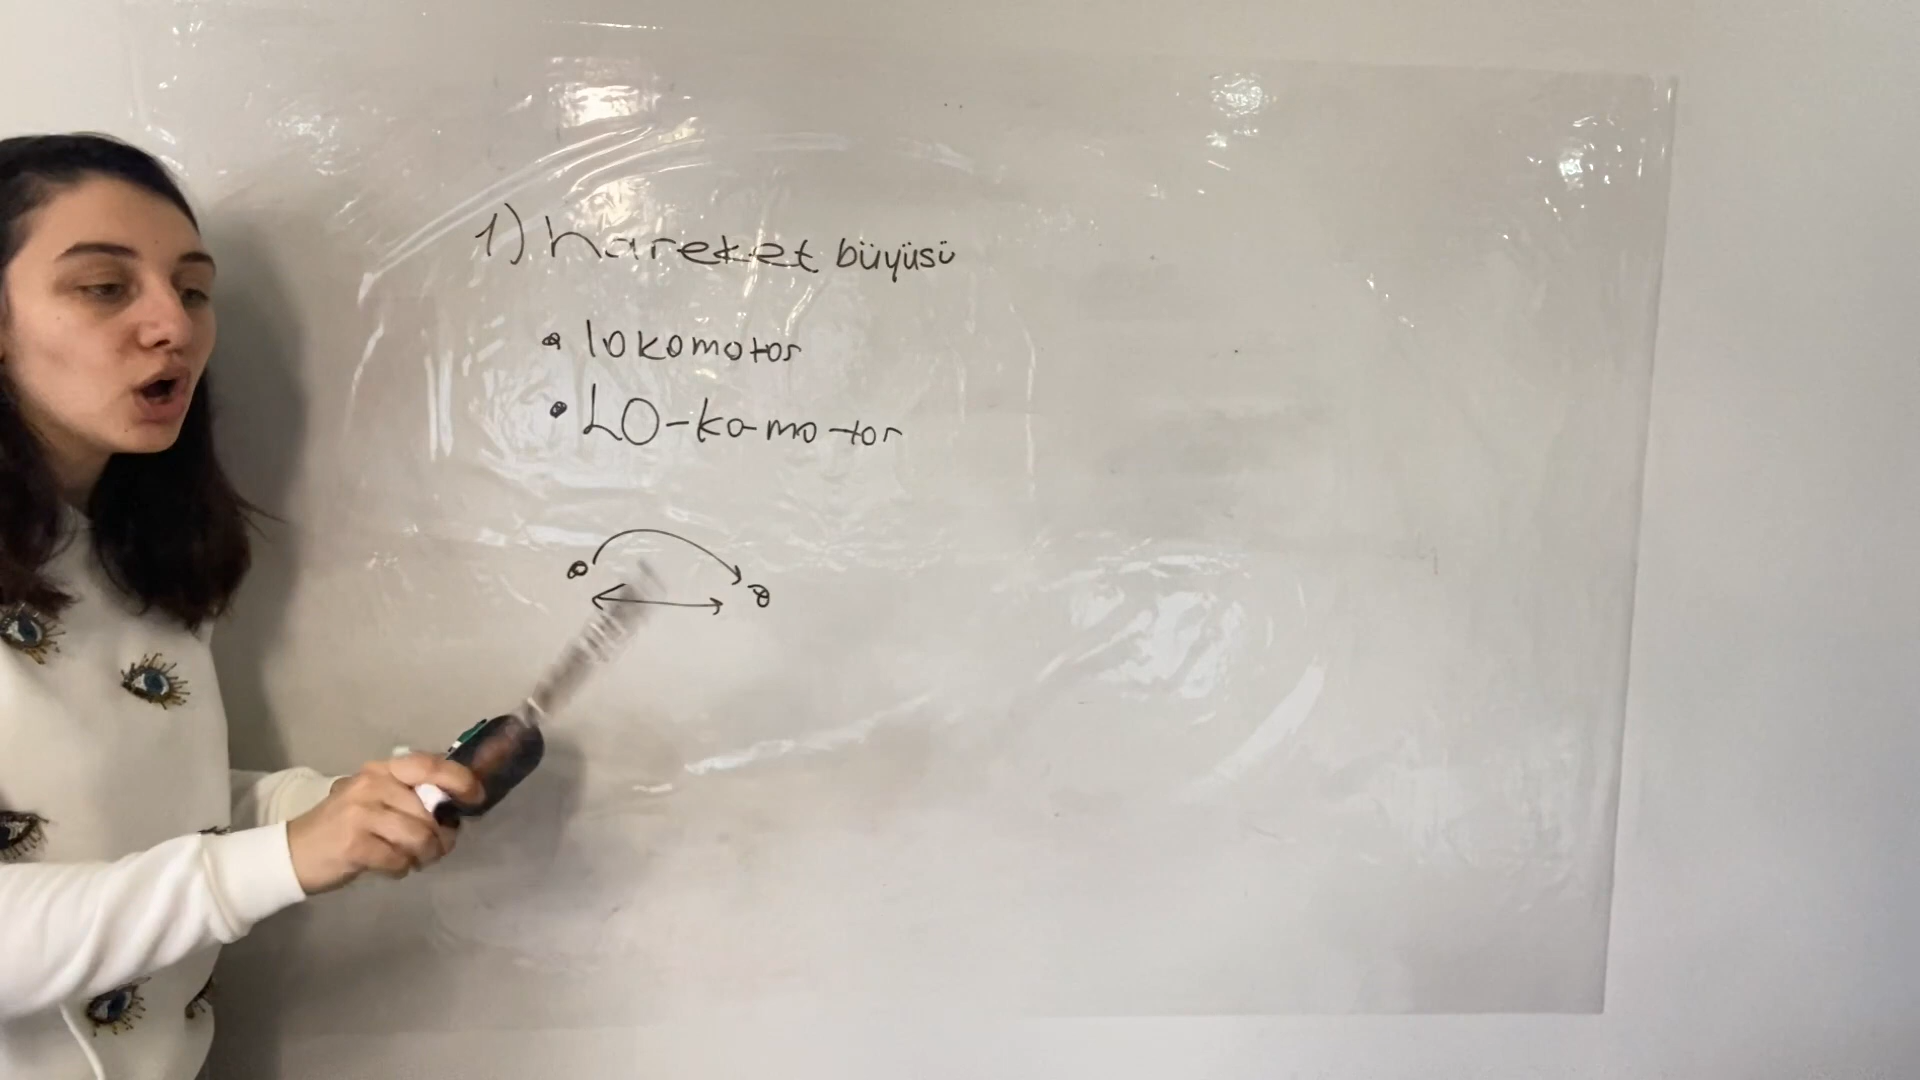 1) hareket büyüsü
• lokomotor
• LO-ko-mo-tor